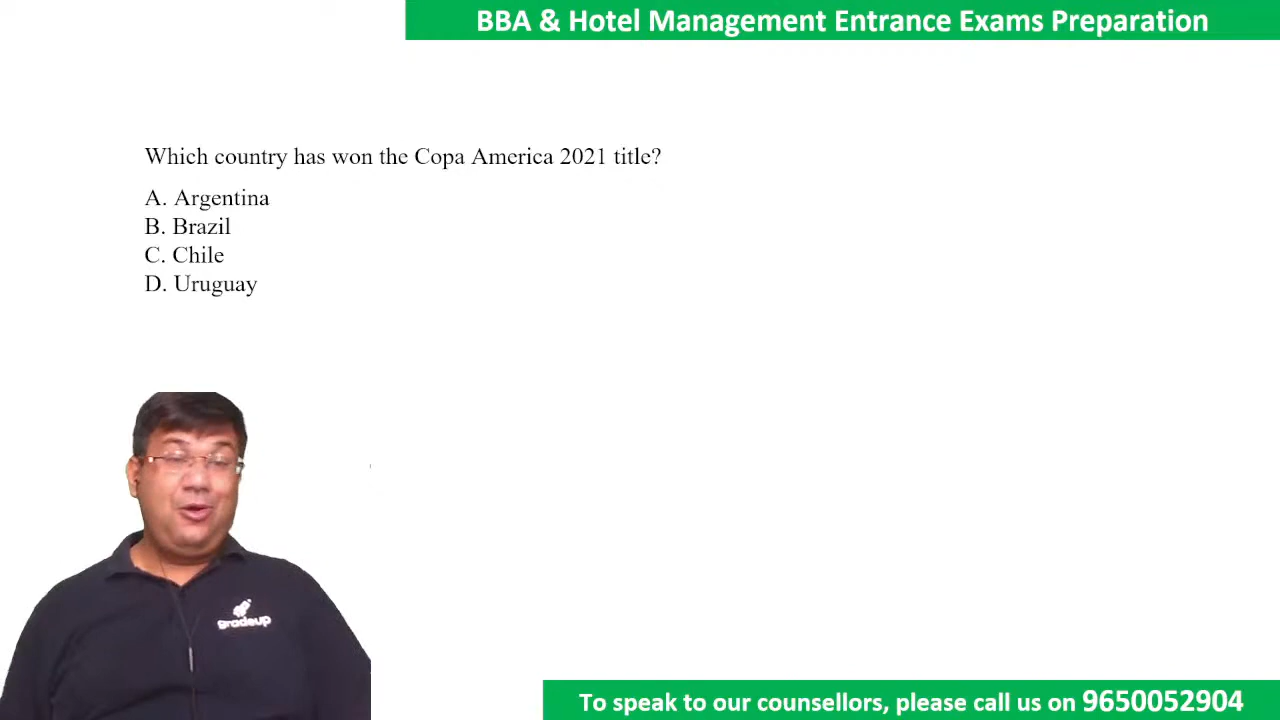 BBA & Hotel Management Entrance Exams Preparation
Which country has won the Copa America 2021 title?
A. Argentina
B. Brazil
C. Chile
D. Uruguay
gradeup
To speak to our counsellors, please call us on 9650052904